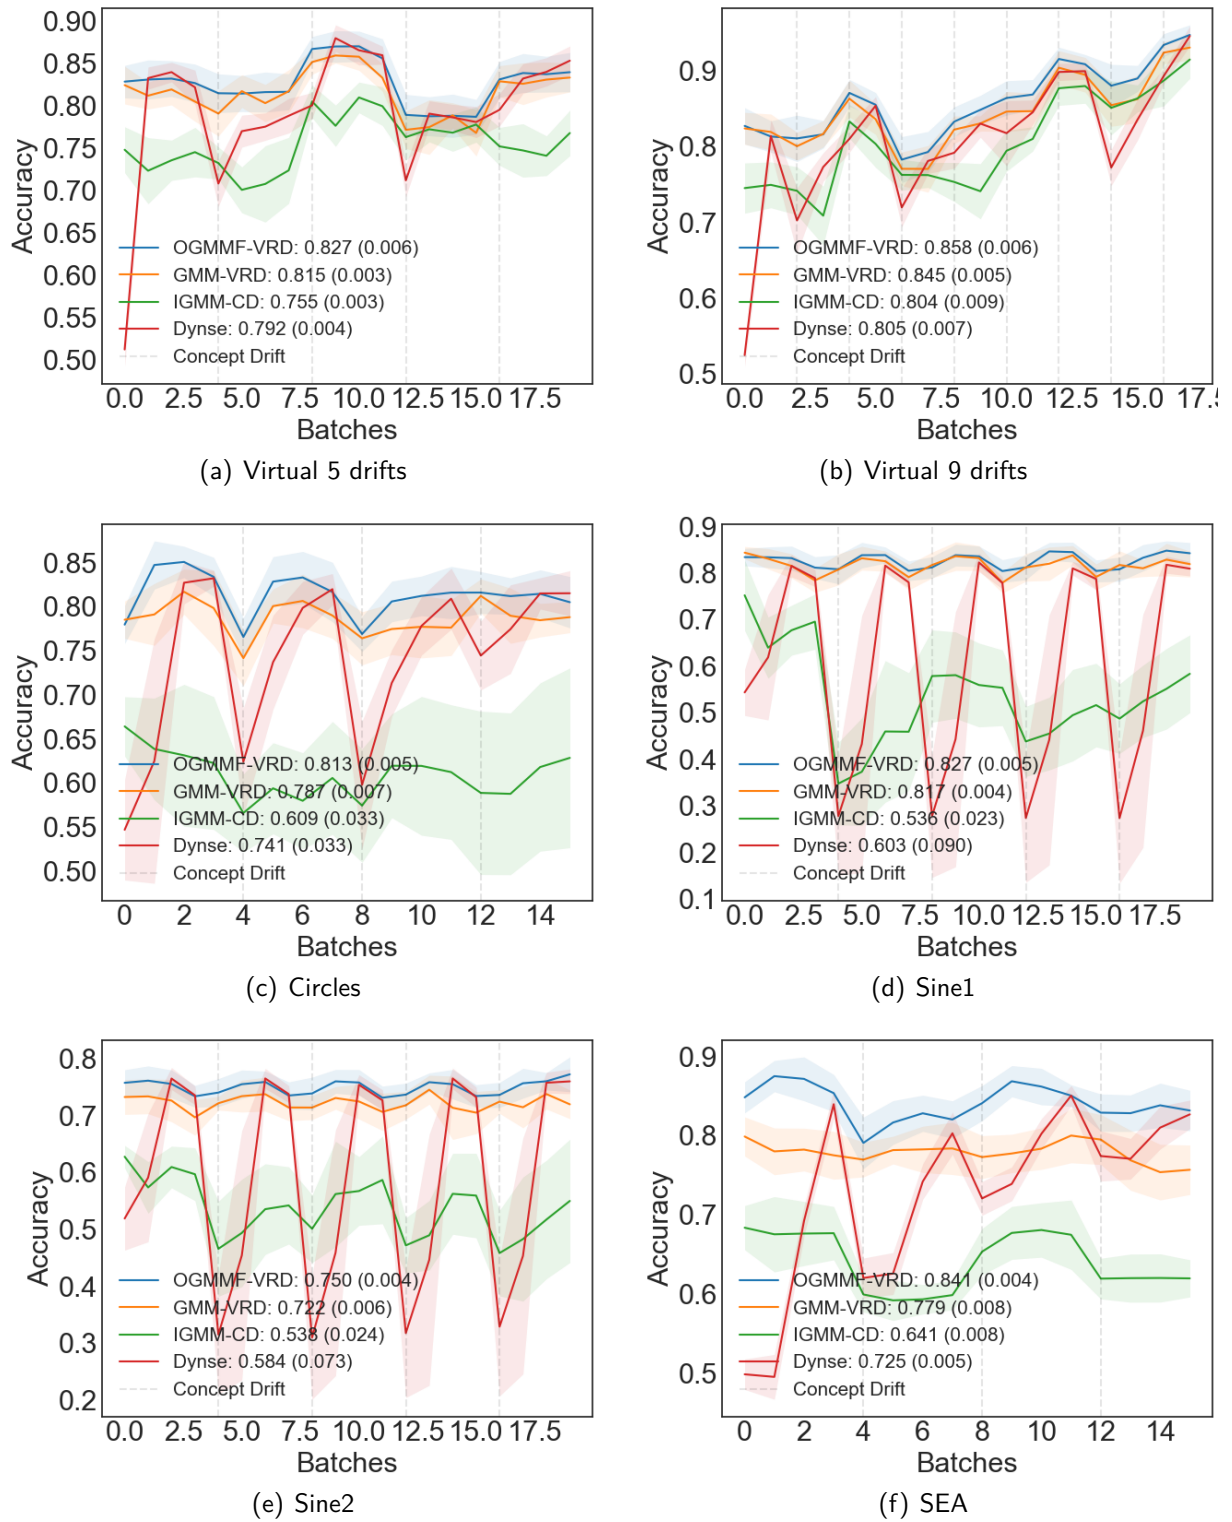 0.90
0.85
0.80
0.75
0.70
0.65
0.60
0.55
0.50
Accuracy
OGMMF-VRD: 0.827 (0.006)
GMM-VRD: 0.815 (0.003)
IGMM-CD: 0.755 (0.003)
Dynse: 0.792 (0.004)
Concept Drift
0.0 2.5 5.0 7.5 10.0 12.5 15.0 17.5
Batches
(a) Virtual 5 drifts
0.9
0.8
0.7
0.6
0.5
Accuracy
OGMMF-VRD: 0.858 (0.006)
GMM-VRD: 0.845 (0.005)
IGMM-CD: 0.804 (0.009)
Dynse: 0.805 (0.007)
Concept Drift
0.0 2.5 5.0 7.5 10.0 12.5 15.0 17.5
Batches
(b) Virtual 9 drifts
0.85
0.80
0.75
0.70
0.65
0.60
0.55
0.50
Accuracy
OGMMF-VRD: 0.813 (0.005)
GMM-VRD: 0.787 (0.007)
IGMM-CD: 0.609 (0.033)
Dynse: 0.741 (0.033)
Concept Drift
0 2 4 6 8 10 12 14
Batches
(c) Circles
0.9
0.8
0.7
0.6
0.5
0.4
0.3
0.2
0.1
Accuracy
OGMMF-VRD: 0.827 (0.005)
GMM-VRD: 0.817 (0.004)
IGMM-CD: 0.536 (0.023)
Dynse: 0.603 (0.090)
Concept Drift
0.0 2.5 5.0 7.5 10.0 12.5 15.0 17.5
Batches
(d) Sine1
0.8
0.7
0.6
0.5
0.4
0.3
0.2
Accuracy
OGMMF-VRD: 0.750 (0.004)
GMM-VRD: 0.722 (0.006)
IGMM-CD: 0.538 (0.024)
Dynse: 0.584 (0.073)
Concept Drift
0.0 2.5 5.0 7.5 10.0 12.5 15.0 17.5
Batches
(e) Sine2
0.9
0.8
0.7
0.6
0.5
Accuracy
OGMMF-VRD: 0.841 (0.004)
GMM-VRD: 0.779 (0.008)
IGMM-CD: 0.641 (0.008)
Dynse: 0.725 (0.005)
Concept Drift
0 2 4 6 8 10 12 14
Batches
(f) SEA